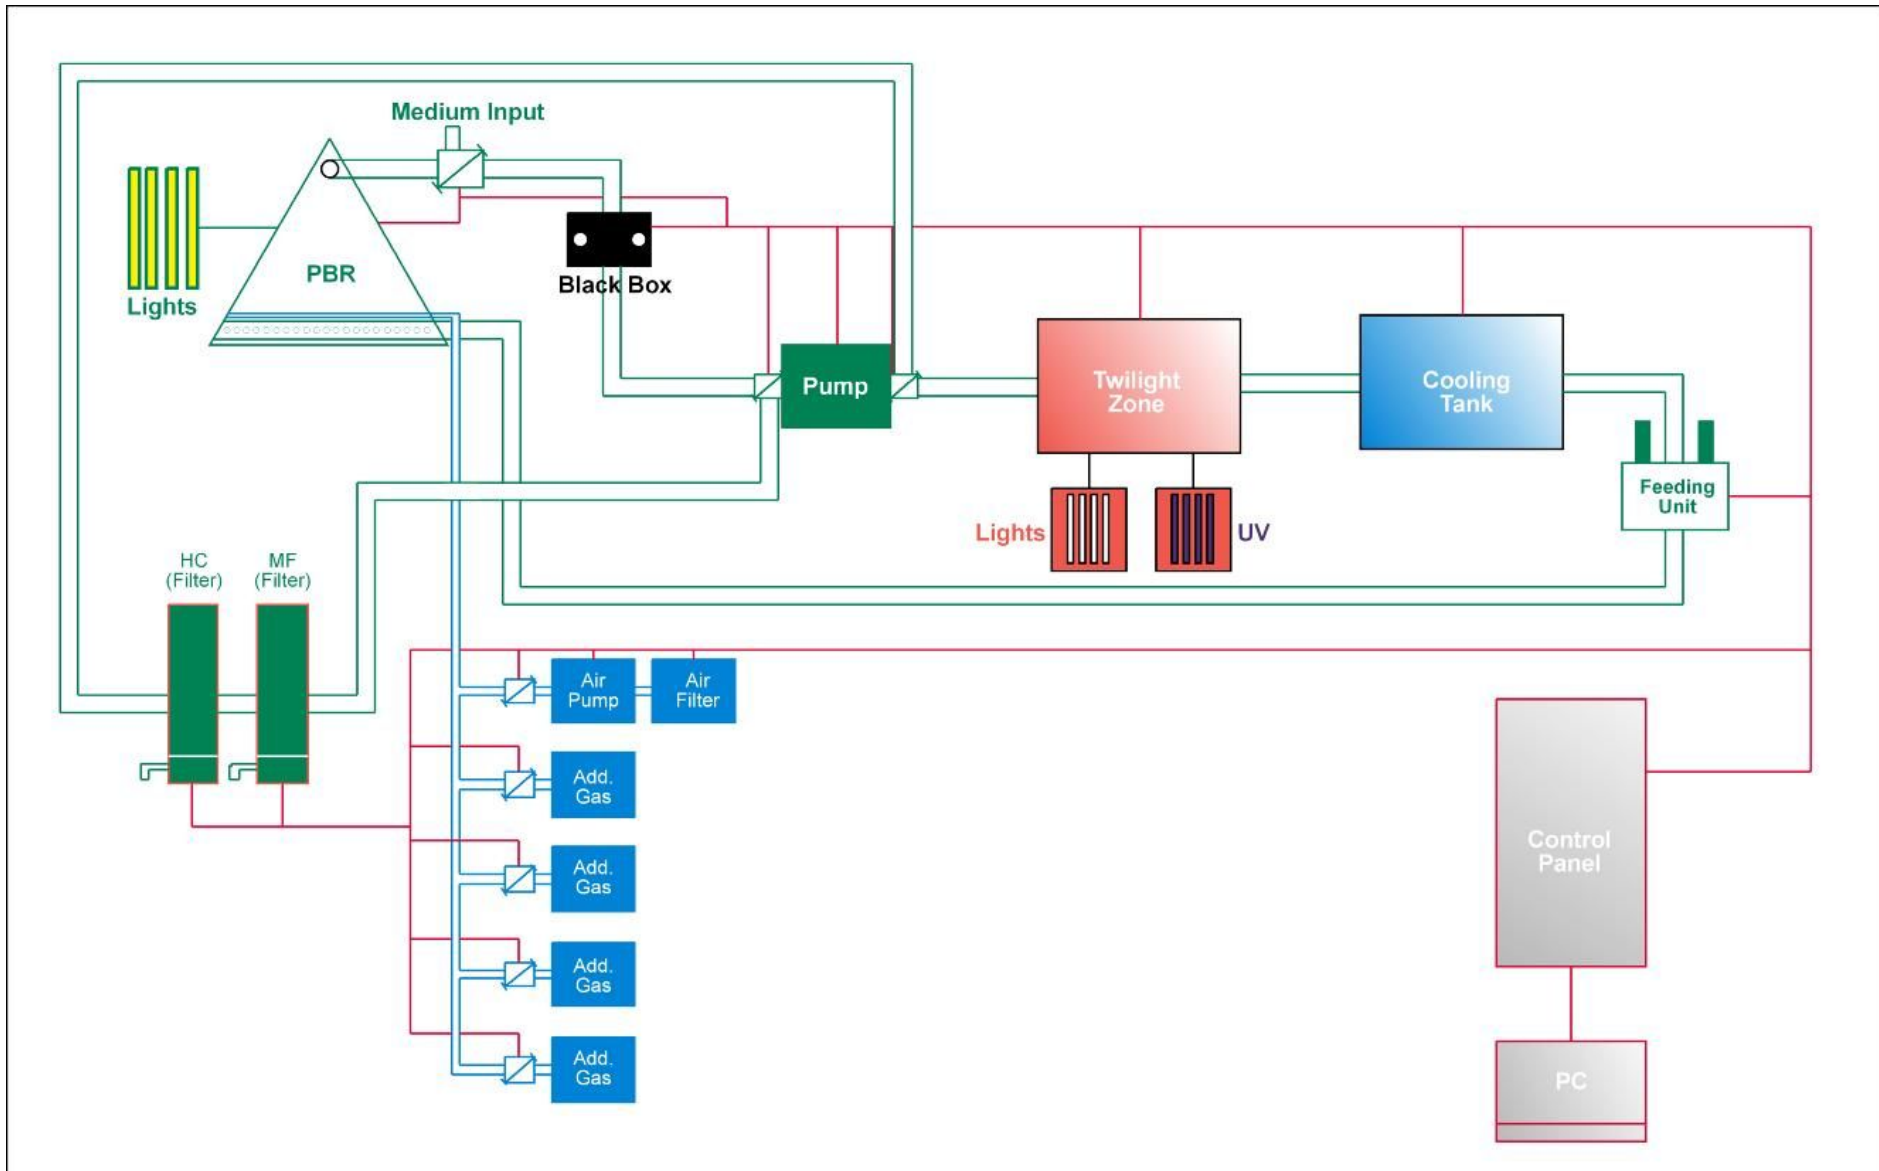 Medium Input
Lights
PBR
Black Box
Pump
Twilight
Zone
Cooling
Tank
Feeding
Unit
Lights
UV
HC
(Filter)
MF
(Filter)
Air
Pump
Air
Filter
Add.
Gas
Add.
Gas
Add.
Gas
Add.
Gas
Control
Panel
PC